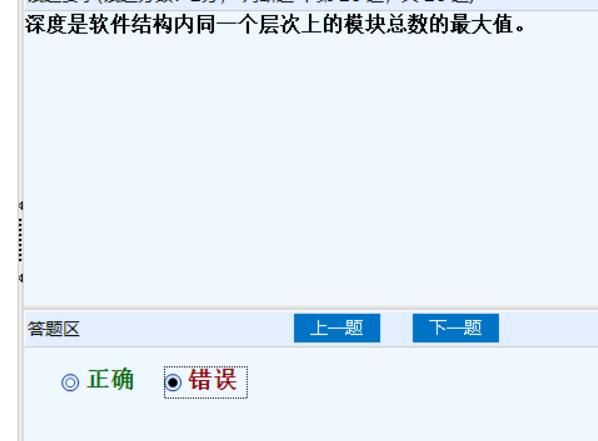 深度是软件结构内同一个层次上的模块总数的最大值。
答题区
上一题
下一题
正确
错误